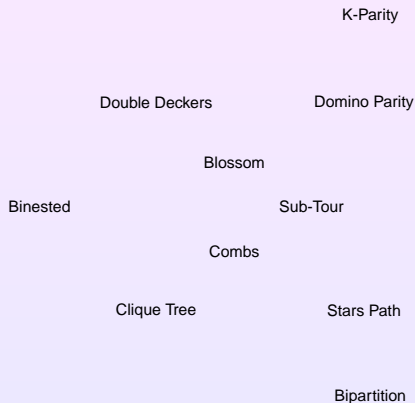 K-Parity
Double Deckers
Domino Parity
Blossom
Binested
Sub-Tour
Combs
Clique Tree
Stars Path
Bipartition